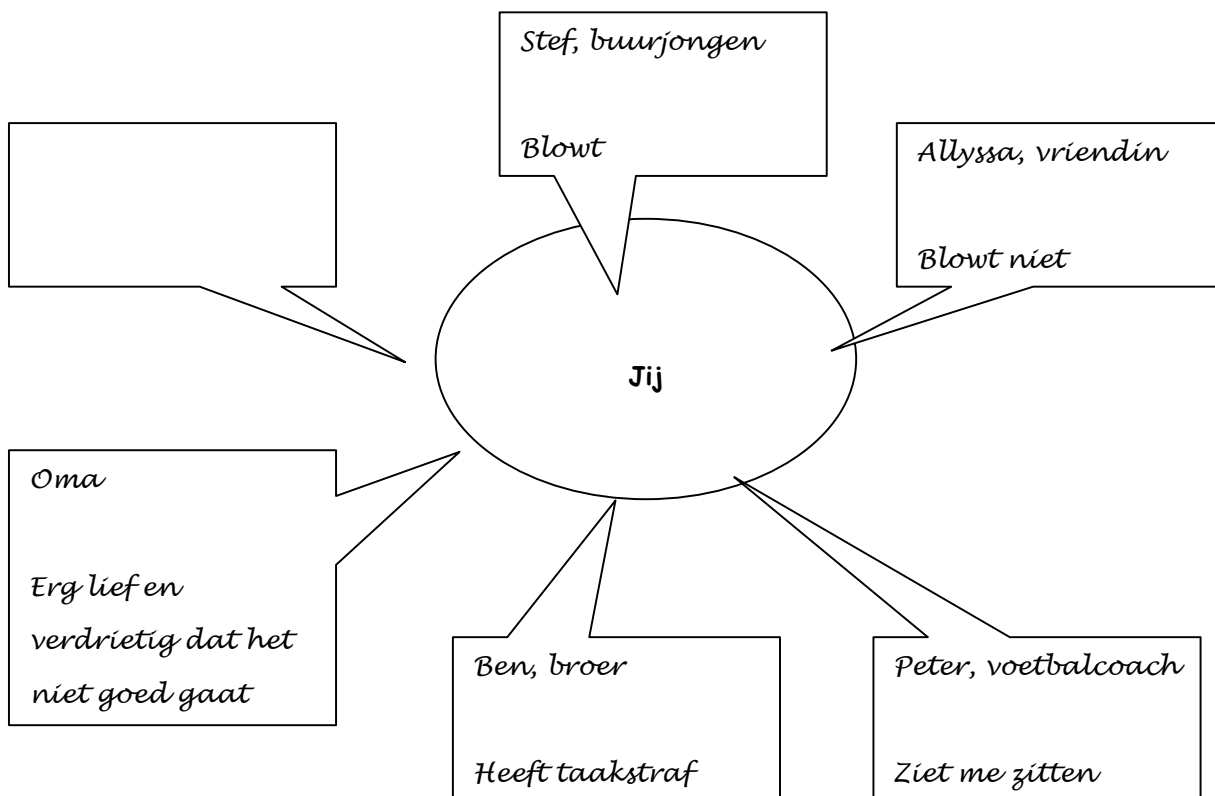 Stef, buurjongen
Blowt
Allyssa, vriendin
Blowt niet
Jij
Oma
Erg lief en
verdrietig dat het
niet goed gaat
Ben, broer
Heeft taakstraf
Peter, voetbalcoach
Ziet me zitten